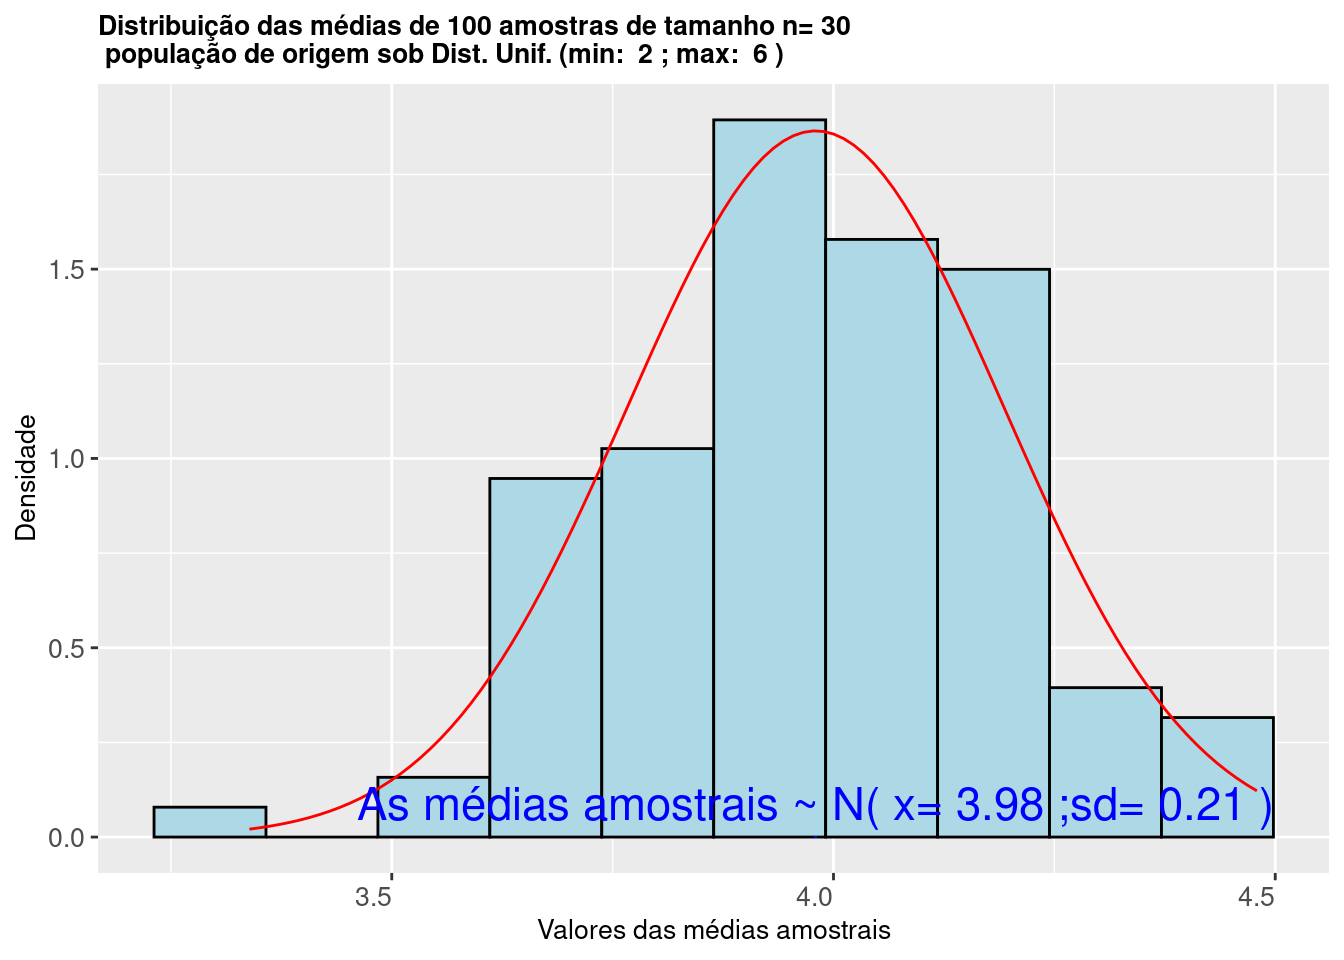 Distribuição das médias de 100 amostras de tamanho n= 30
população de origem sob Dist. Unif. (min:  2 ; max:  6 )
1.5
1.0
0.5
0.0
Densidade
As médias amostrais ~ N( x= 3.98 ;sd= 0.21 )
3.5 4.0 4.5
Valores das médias amostrais